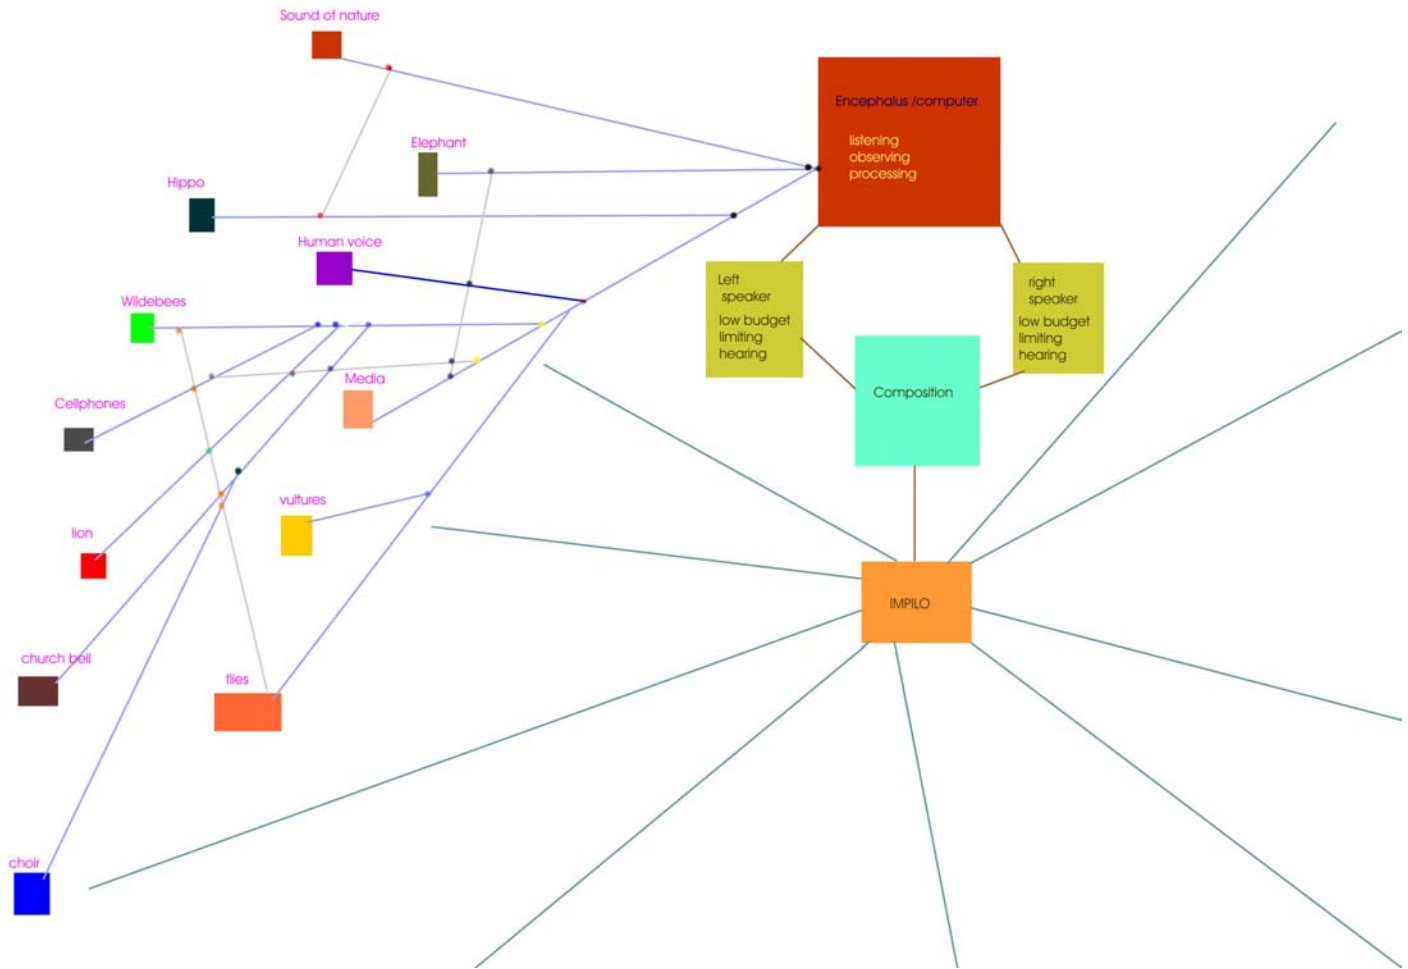 Sound of nature
Elephant
Hippo
Human voice
Wildebees
Media
Cellphones
vultures
lion
church bell
flies
choir
Encephalus /computer
listening
observing
processing
Left
speaker
low budget
limiting
hearing
right
speaker
low budget
limiting
hearing
Composition
IMPILO